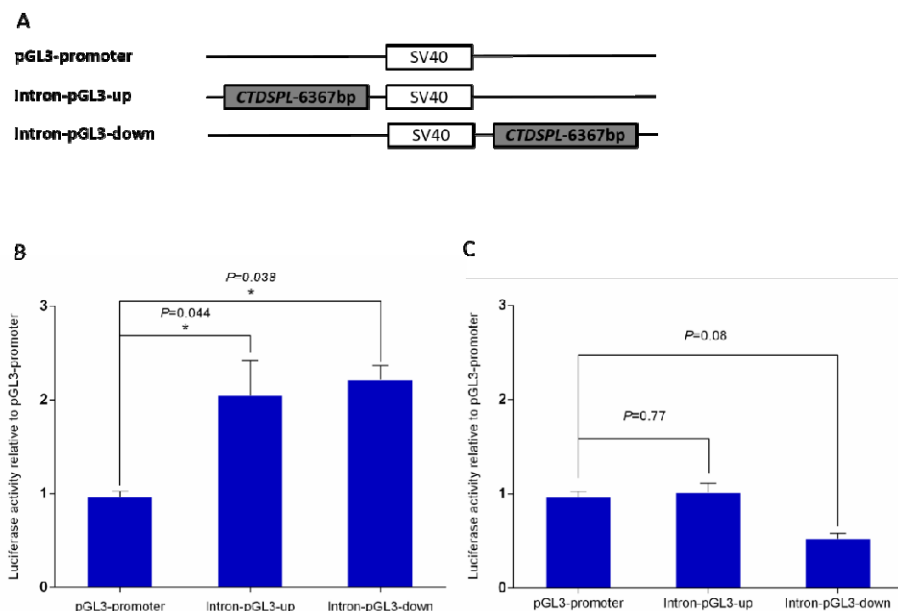 A
pGL3-promoter
SV40
Intron-pGL3-up
CTDSPL-6367bp
SV40
Intron-pGL3-down
SV40
CTDSPL-6367bp
B
P=0.038
*
P=0.044
*
Luciferase activity relative to pGL3-promoter
3
2
1
0
pGL3-promoter
Intron-pGL3-up
Intron-pGL3-down
C
P=0.08
P=0.77
Luciferase activity relative to pGL3-promoter
3
2
1
0
pGL3-promoter
Intron-pGL3-up
Intron-pGL3-down